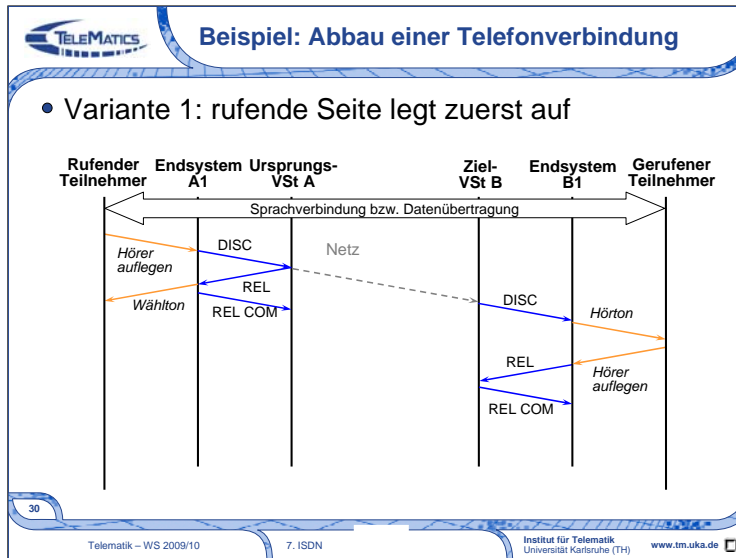 TELEMATICS
Beispiel: Abbau einer Telefonverbindung
• Variante 1: rufende Seite legt zuerst auf
Rufender Teilnehmer
Endsystem A1
Ursprungs-VSt A
Ziel-VSt B
Endsystem B1
Gerufener Teilnehmer
Sprachverbindung bzw. Datenübertragung
Hörer auflegen
DISC
Netz
REL
Wählton
REL COM
DISC
Hörton
REL
Hörer auflegen
REL COM
30
Telematik – WS 2009/10
7. ISDN
Institut für Telematik
Universität Karlsruhe (TH)
www.tm.uka.de